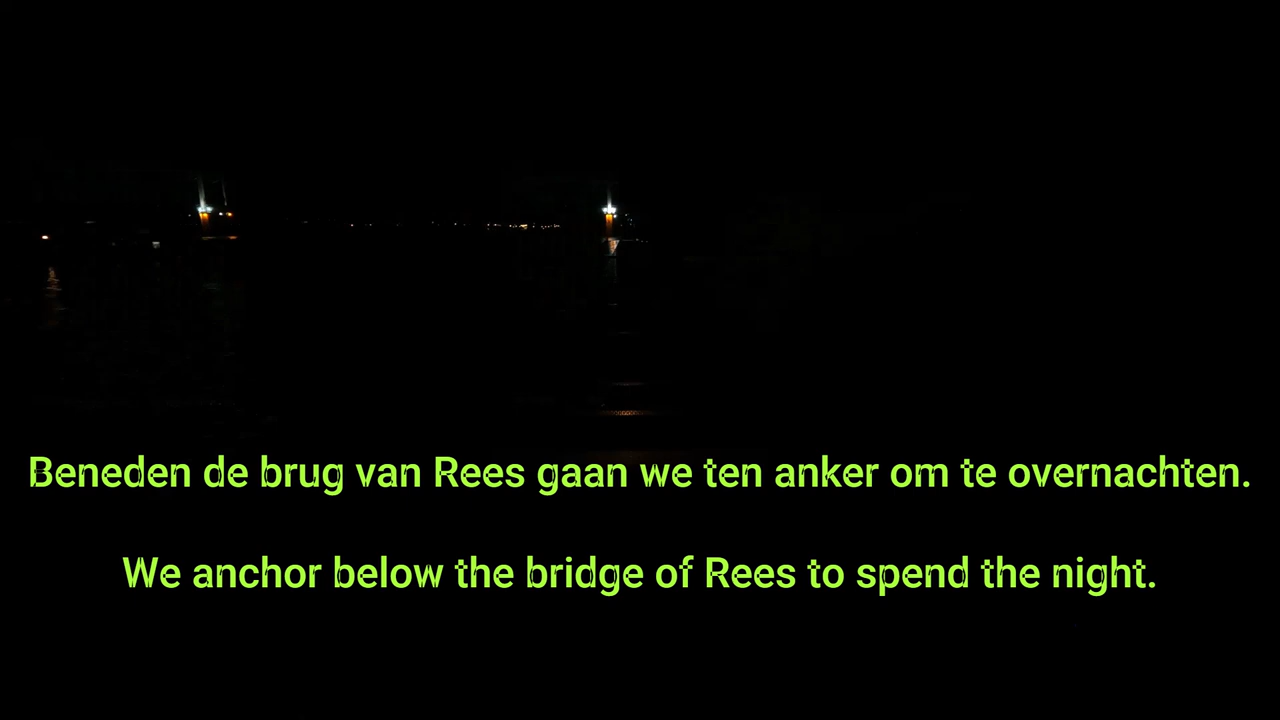 Beneden de brug van Rees gaan we ten anker om te overnachten.
We anchor below the bridge of Rees to spend the night.